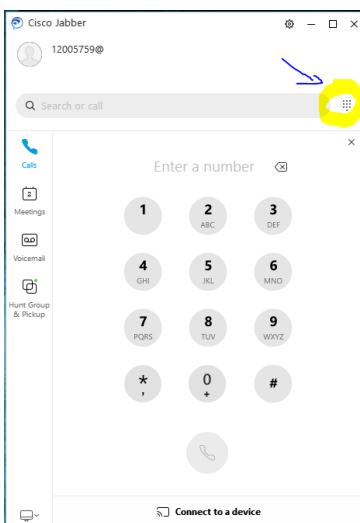 Cisco Jabber
12005759@
Search or call
Calls
Enter a number
2
Meetings
1 2 3
ABC DEF
Voicemail
4 5 6
GHI JKL MNO
Hunt Group
& Pickup
7 8 9
PQRS TUV WXYZ
* 0 #
, +
Connect to a device